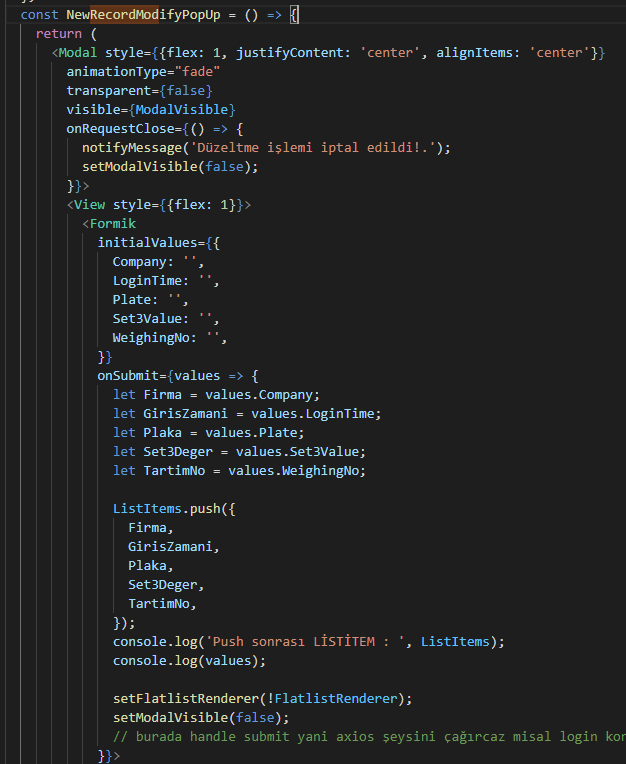 const NewRecordModifyPopUp = () => {
return (
<Modal style={{flex: 1, justifyContent: 'center', alignItems: 'center'}}
animationType="fade"
transparent={false}
visible={ModalVisible}
onRequestClose={() => {
notifyMessage('Düzeltme işlemi iptal edildi!.');
setModalVisible(false);
}}>
<View style={{flex: 1}}>
<Formik
initialValues={{
Company: '',
LoginTime: '',
Plate: '',
Set3Value: '',
WeighingNo: '',
}}
onSubmit={values => {
let Firma = values.Company;
let GirisZamani = values.LoginTime;
let Plaka = values.Plate;
let Set3Deger = values.Set3Value;
let TartimNo = values.WeighingNo;
ListItems.push({
Firma,
GirisZamani,
Plaka,
Set3Deger,
TartimNo,
});
console.log('Push sonrası LİSTİTEM : ', ListItems);
console.log(values);
setFlatlistRenderer(!FlatlistRenderer);
setModalVisible(false);
// burada handle submit yani axios şeysini çağırcaz misal login
}}>